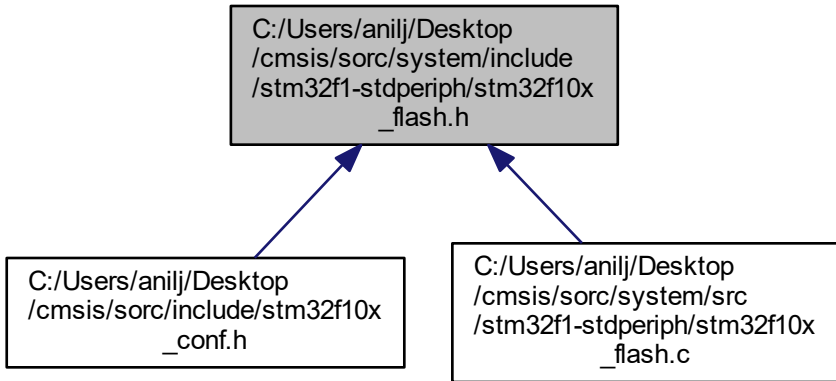 C:/Users/anilj/Desktop
/cmsis/sorc/system/include
/stm32f1-stdperiph/stm32f10x
_flash.h
C:/Users/anilj/Desktop
/cmsis/sorc/include/stm32f10x
_conf.h
C:/Users/anilj/Desktop
/cmsis/sorc/system/src
/stm32f1-stdperiph/stm32f10x
_flash.c